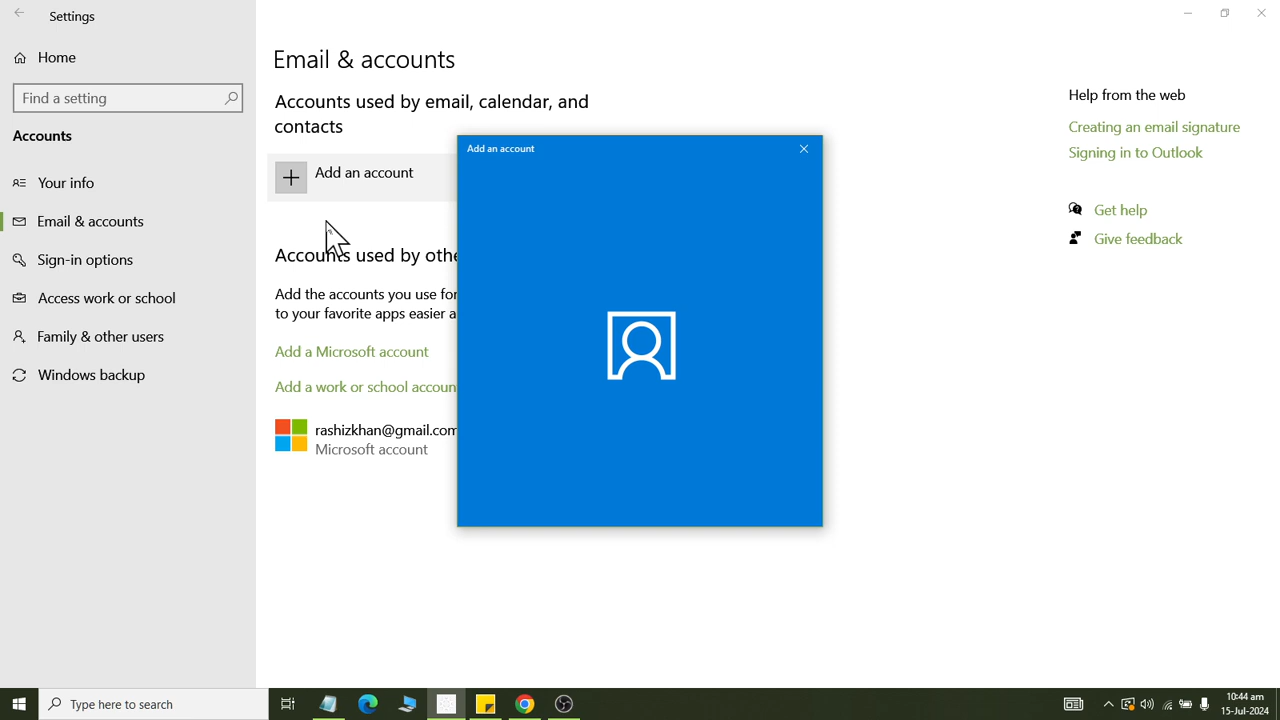 Settings
Home
Find a setting
Accounts
Your info
Email & accounts
Sign-in options
Access work or school
Family & other users
Windows backup
Email & accounts
Accounts used by email, calendar, and
contacts
Add an account
Accounts used by othe
Add the accounts you use for
to your favorite apps easier a
Add a Microsoft account
Add a work or school accoun
rashizkhan@gmail.com
Microsoft account
Add an account
Help from the web
Creating an email signature
Signing in to Outlook
Get help
Give feedback
Type here to search
10:44 am
15-Jul-2024